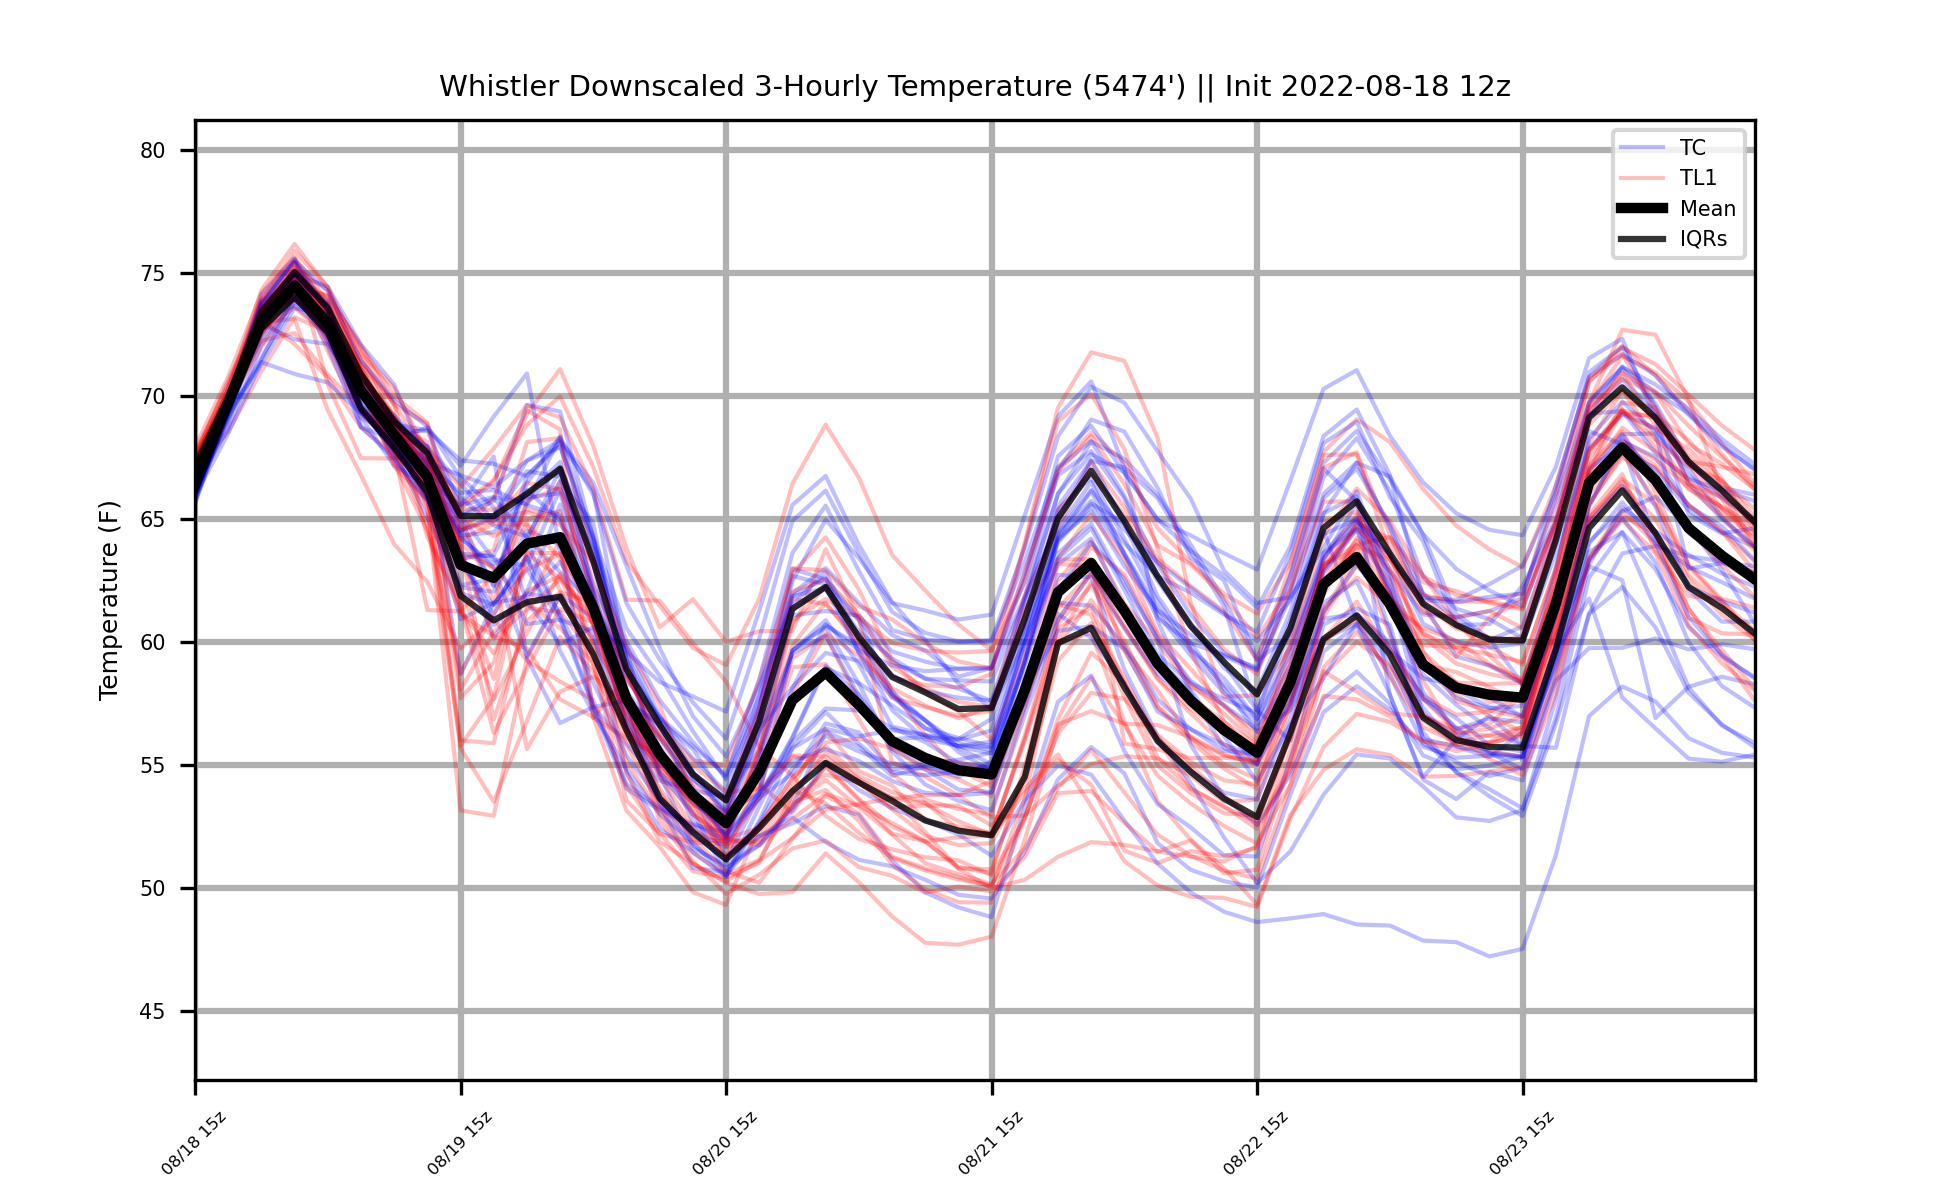 Whistler Downscaled 3-Hourly Temperature (5474') || Init 2022-08-18 12z
TC
TL1
Mean
IQRs
Temperature (F)
80
75
70
65
60
55
50
45
08/18 15z
08/19 15z
08/20 15z
08/21 15z
08/22 15z
08/23 15z